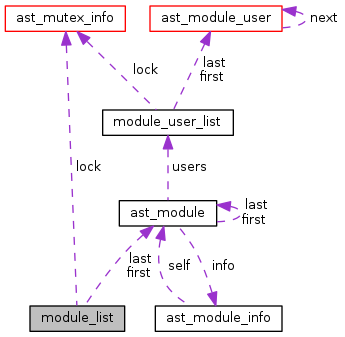 ast_mutex_info
ast_module_user
next
lock
last
first
module_user_list
users
lock
ast_module
last
first
last
first
self
info
module_list
ast_module_info